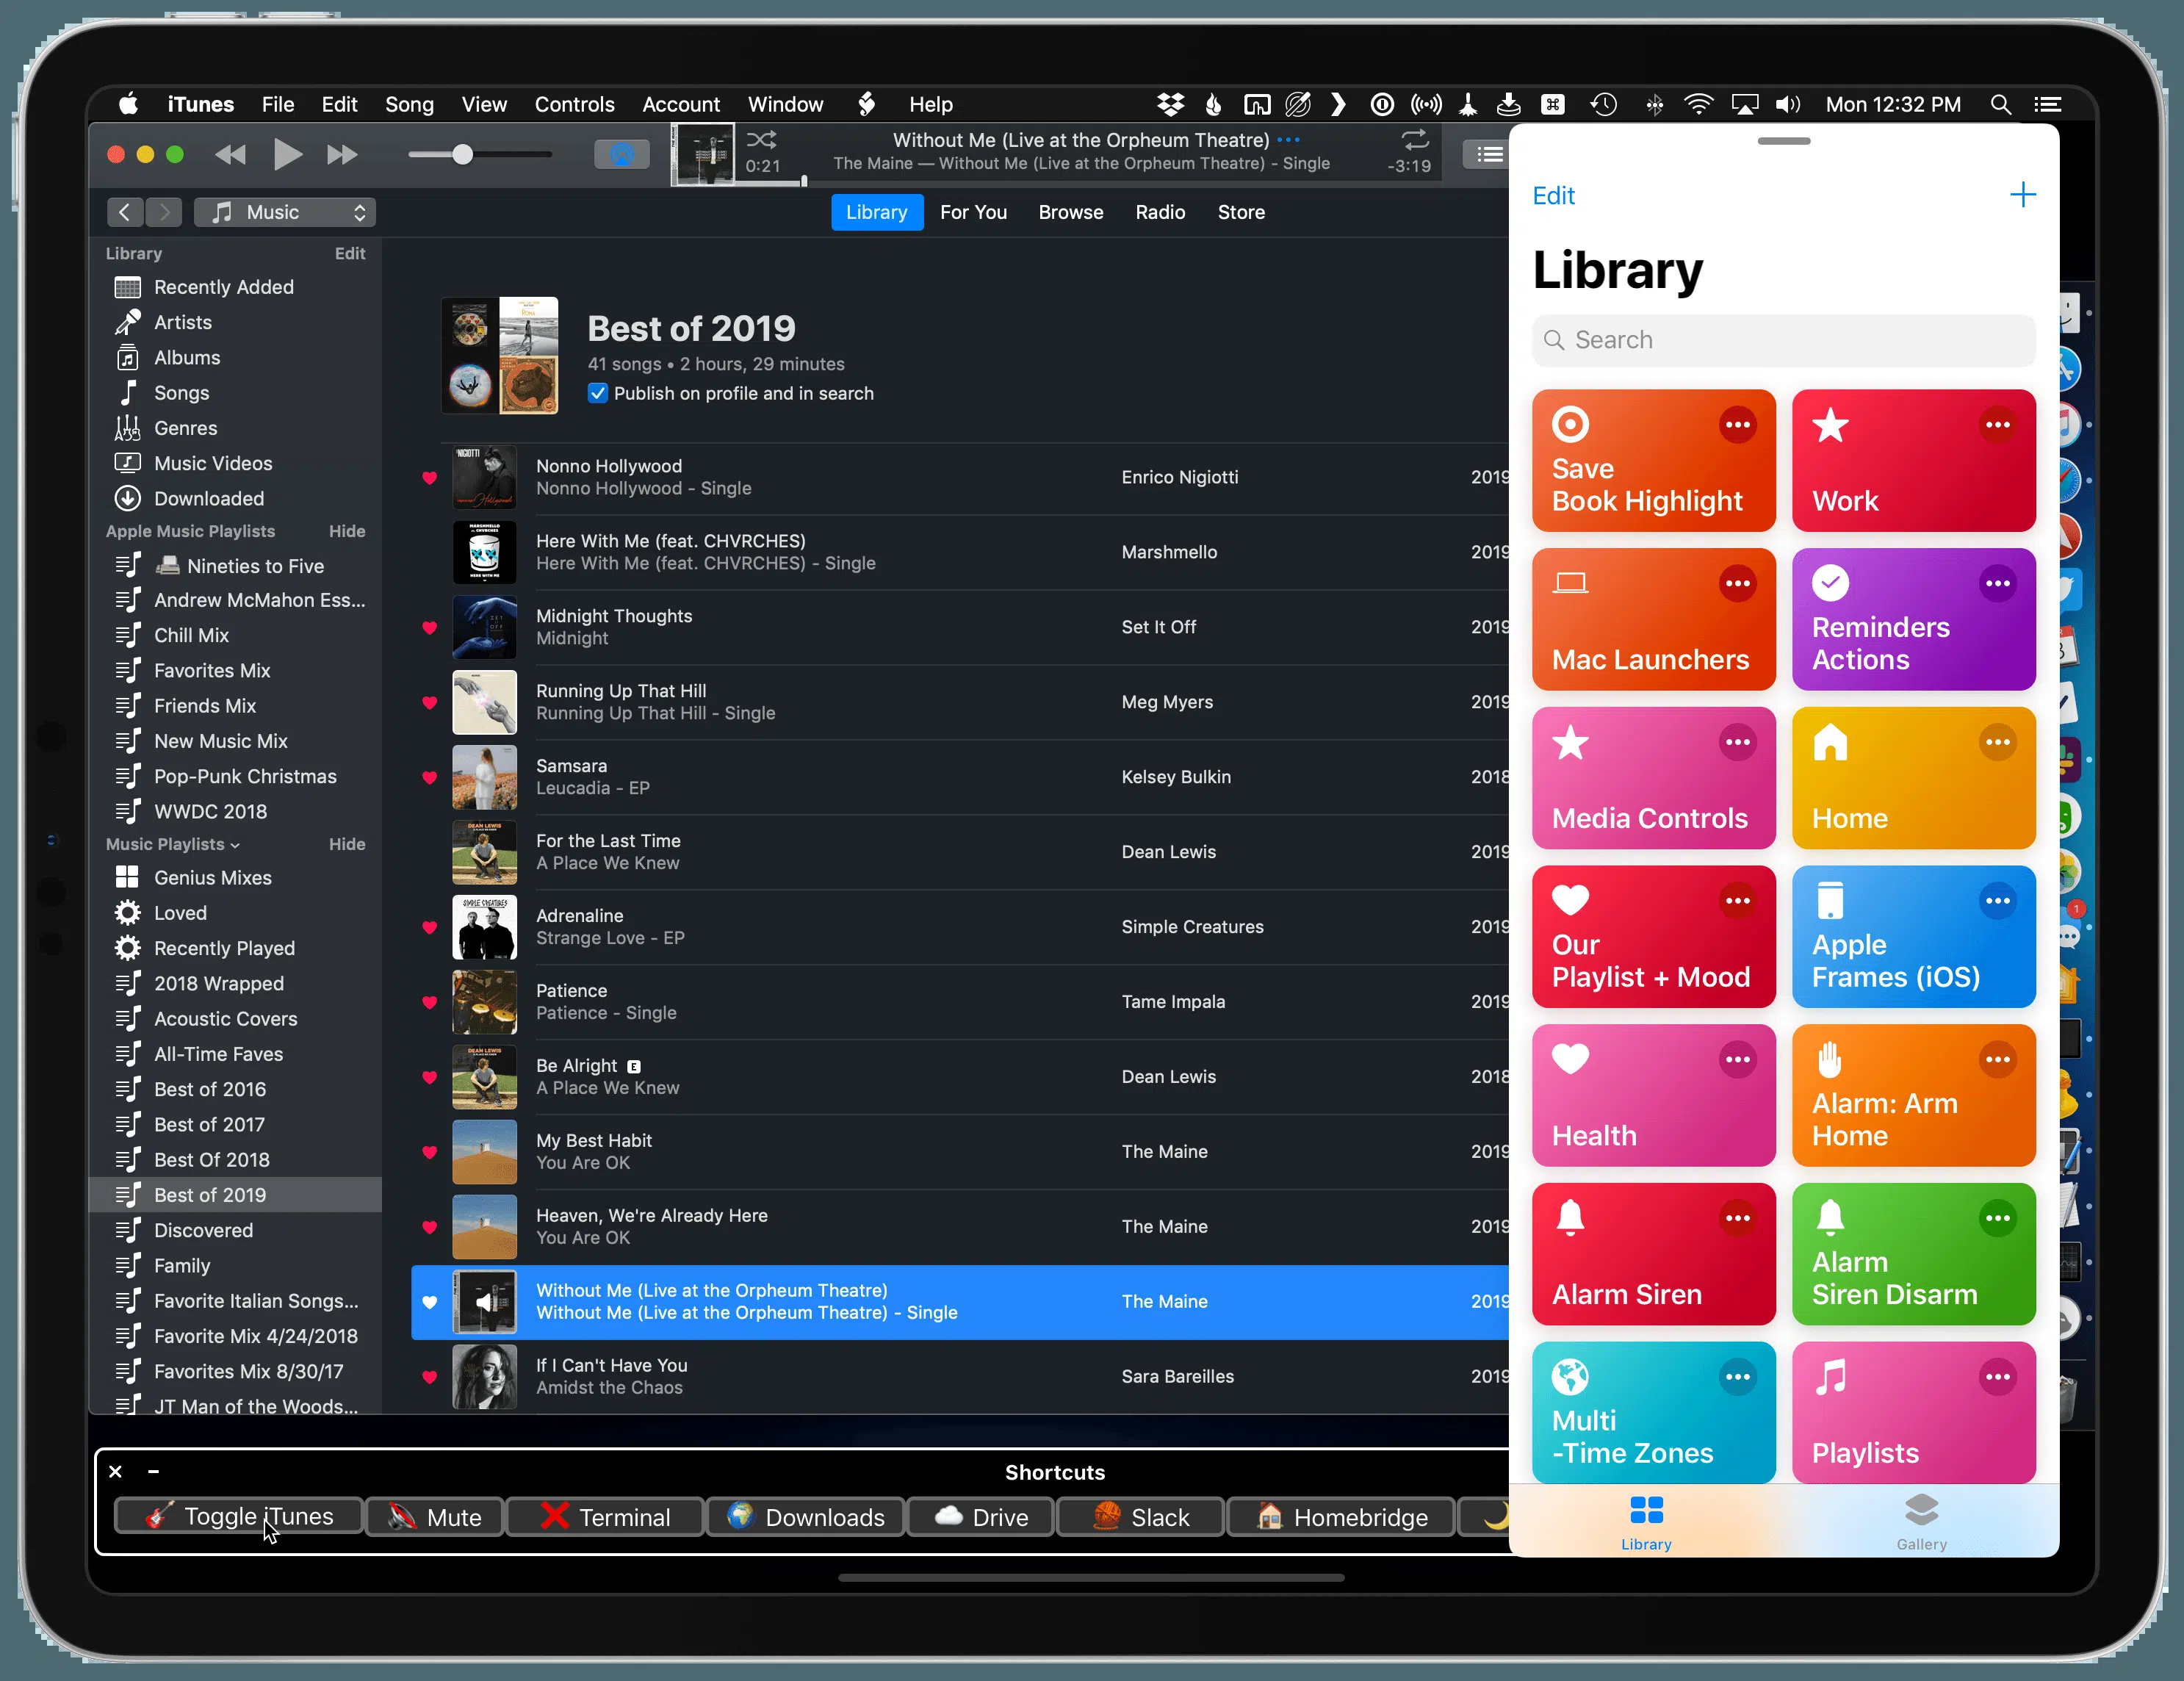 iTunes File Edit Song View Controls Account Window Help Mon 12:32 PM
Without Me (Live at the Orpheum Theatre)
0:21 The Maine — Without Me (Live at the Orpheum Theatre) - Single -3:19
Music
Library For You Browse Radio Store
Library Edit
Recently Added
Artists
Albums
Songs
Genres
Music Videos
Downloaded
Apple Music Playlists Hide
Nineties to Five
Andrew McMahon Ess...
Chill Mix
Favorites Mix
Friends Mix
New Music Mix
Pop-Punk Christmas
WWDC 2018
Music Playlists Hide
Genius Mixes
Loved
Recently Played
2018 Wrapped
Acoustic Covers
All-Time Faves
Best of 2016
Best of 2017
Best Of 2018
Best of 2019
Discovered
Family
Favorite Italian Songs...
Favorite Mix 4/24/2018
Favorites Mix 8/30/17
JT Man of the Woods...
Best of 2019
41 songs • 2 hours, 29 minutes
Publish on profile and in search
Nonno Hollywood
Nonno Hollywood - Single
Enrico Nigiotti 2019
Here With Me (feat. CHVRCHES)
Here With Me (feat. CHVRCHES) - Single
Marshmello 2019
Midnight Thoughts
Midnight
Set It Off 2019
Running Up That Hill
Running Up That Hill - Single
Meg Myers 2019
Samsara
Leucadia - EP
Kelsey Bulkin 2018
For the Last Time
A Place We Knew
Dean Lewis 2019
Adrenaline
Strange Love - EP
Simple Creatures 2019
Patience
Patience - Single
Tame Impala 2019
Be Alright E
A Place We Knew
Dean Lewis 2018
My Best Habit
You Are OK
The Maine 2019
Heaven, We're Already Here
You Are OK
The Maine 2019
Without Me (Live at the Orpheum Theatre)
Without Me (Live at the Orpheum Theatre) - Single
The Maine 2019
If I Can't Have You
Amidst the Chaos
Sara Bareilles 2019
Edit
Library
Search
Save
Book Highlight
Work
Mac Launchers
Reminders
Actions
Media Controls
Home
Our
Playlist + Mood
Apple
Frames (iOS)
Health
Alarm: Arm
Home
Alarm Siren
Alarm
Siren Disarm
Multi
-Time Zones
Playlists
Library Gallery
1
Shortcuts
Toggle iTunes Mute Terminal Downloads Drive Slack Homebridge